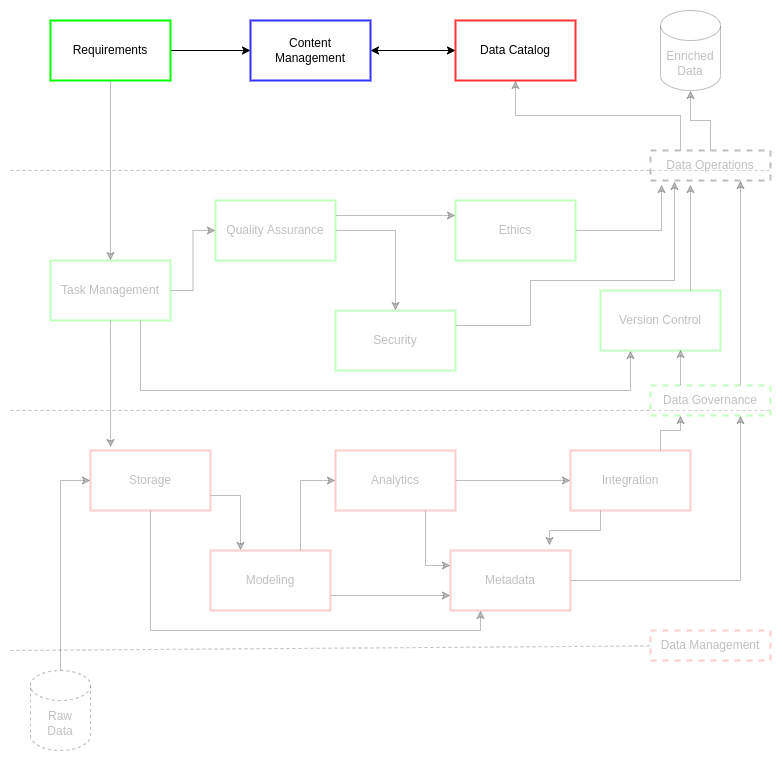 Requirements
Content
Management
Data Catalog
Enriched
Data
Data Operations
Quality Assurance
Ethics
Task Management
Security
Version Control
Data Governance
Storage
Analytics
Integration
Modeling
Metadata
Data Management
Raw
Data